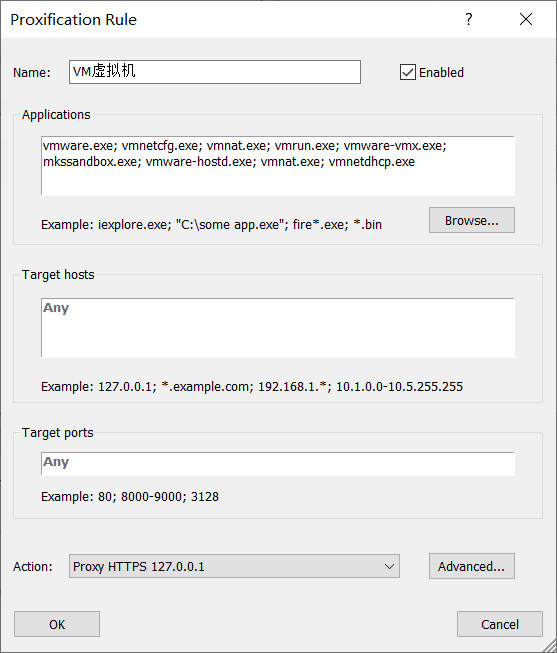 Proxification Rule
Name: VM虚拟机 Enabled
Applications
vmware.exe; vmnetcfg.exe; vmnat.exe; vmrun.exe; vmware-vmx.exe;
mkssandbox.exe; vmware-hostd.exe; vmnat.exe; vmnetdhcp.exe
Example: iexplore.exe; "C:\some app.exe"; fire*.exe; *.bin Browse...
Target hosts
Any
Example: 127.0.0.1; *.example.com; 192.168.1.*; 10.1.0.0-10.5.255.255
Target ports
Any
Example: 80; 8000-9000; 3128
Action: Proxy HTTPS 127.0.0.1 Advanced...
OK Cancel